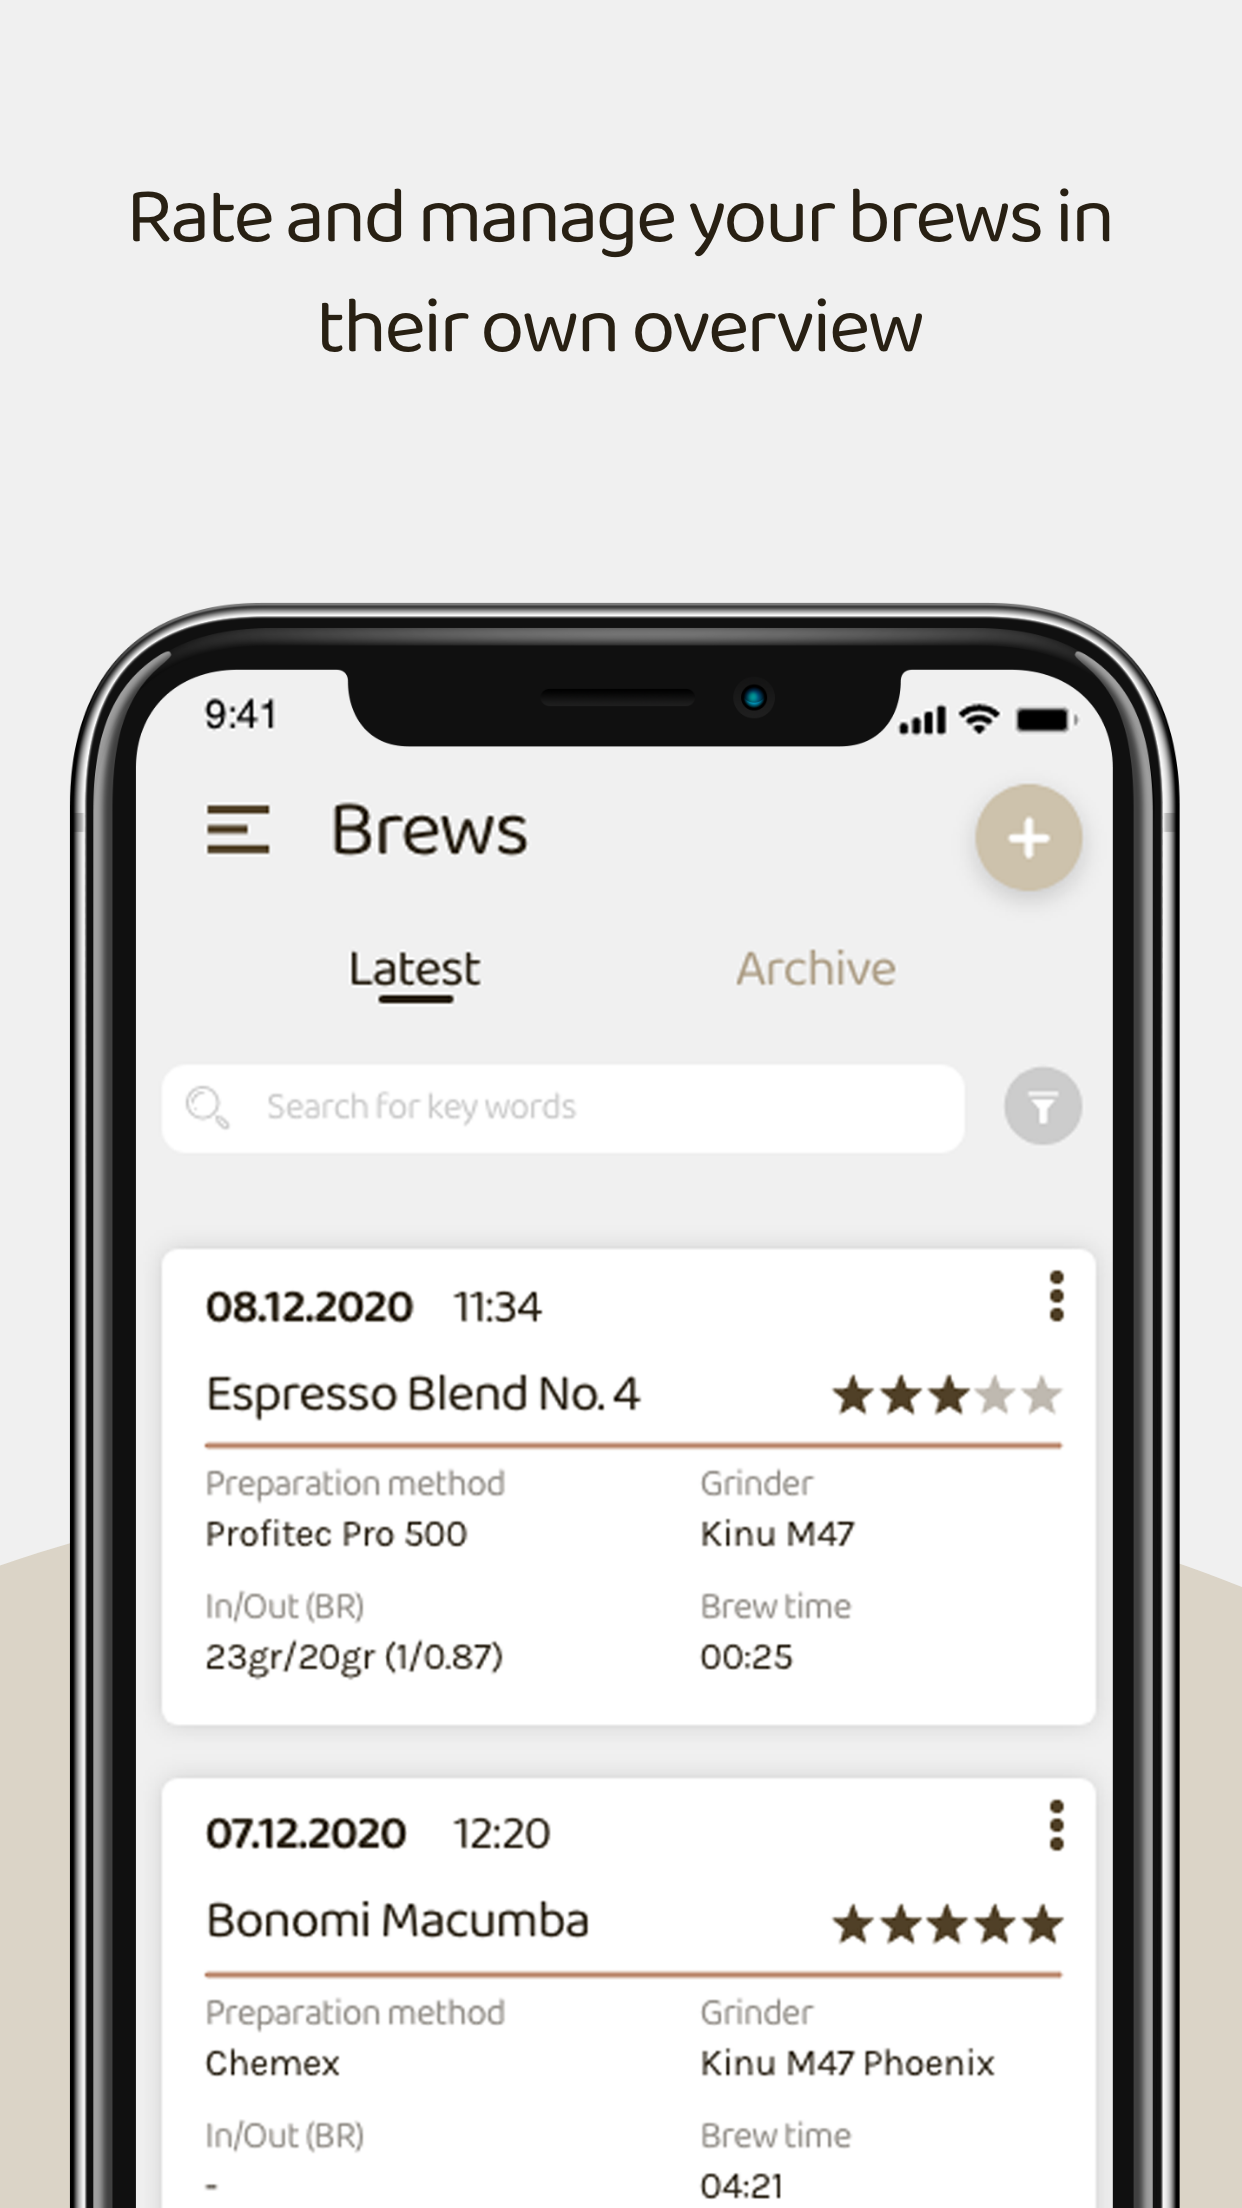 Rate and manage your brews in
their own overview
9:41
Brews
Latest Archive
Search for key words
08.12.2020 11:34
Espresso Blend No. 4
Preparation method Grinder
Profitec Pro 500 Kinu M47
In/Out (BR) Brew time
23gr/20gr (1/0.87) 00:25
07.12.2020 12:20
Bonomi Macumba
Preparation method Grinder
Chemex Kinu M47 Phoenix
In/Out (BR) Brew time
- 04:21